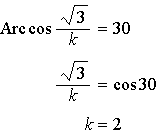 Arc cos √3/k = 30
√3/k = cos30
k = 2